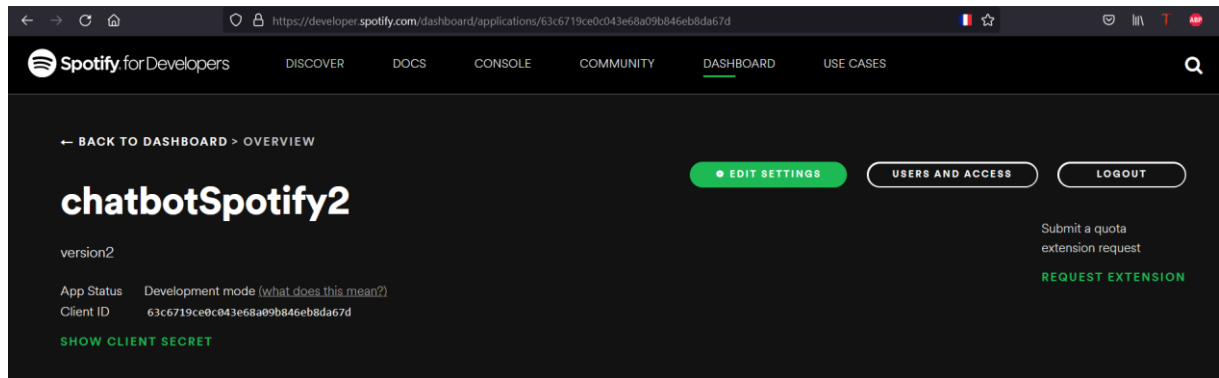 https://developer.spotify.com/dashboard/applications/63c6719ce0c043e68a09b846eb8da67d
ABP
Spotify for Developers DISCOVER DOCS CONSOLE COMMUNITY DASHBOARD USE CASES
← BACK TO DASHBOARD > OVERVIEW
EDIT SETTINGS USERS AND ACCESS LOGOUT
chatbotSpotify2
Submit a quota
extension request
version2
REQUEST EXTENSION
App Status Development mode (what does this mean?)
Client ID 63c6719ce0c043e68a09b846eb8da67d
SHOW CLIENT SECRET